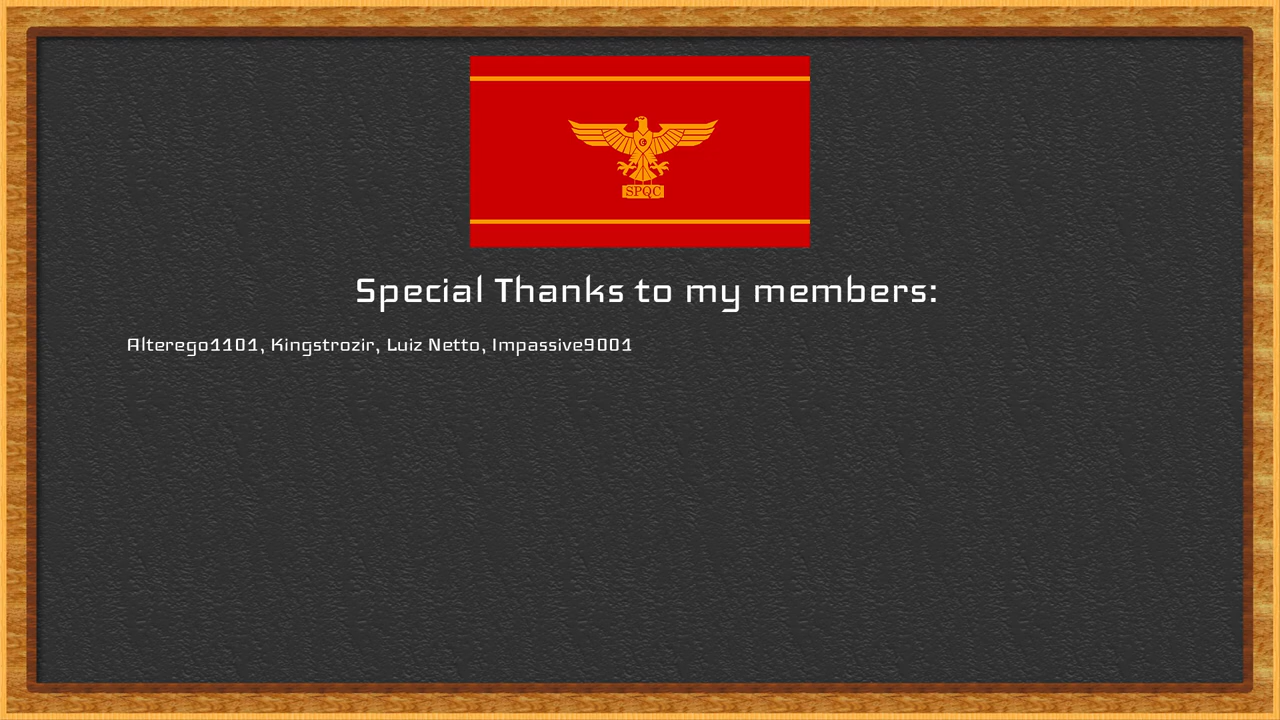 SPQC
Special Thanks to my members:
Alterego1101, Kingstrozir, Luiz Netto, Impassive9001